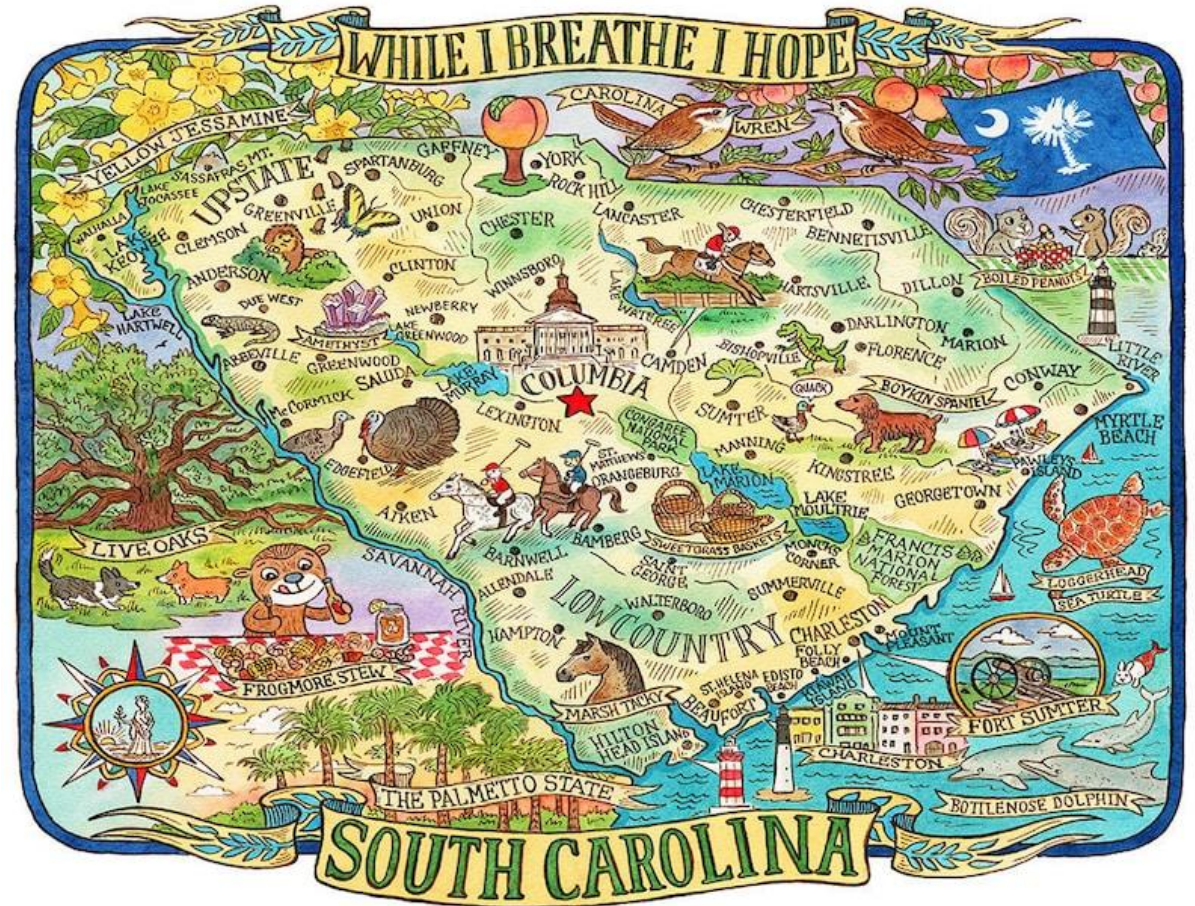 WHILE I BREATHE I HOPE
YELLOW JESSAMINE
CAROLINA
WREN
SASSAFRAS MT.
LAKE
JOCASSEE
UPSTATE
SPARTANBURG
GAFFNEY
YORK
ROCK HILL
GREENVILLE
UNION
CHESTER
LANCASTER
CHESTERFIELD
BENNETTSVILLE
WALHALLA
LAKE
KEOWEE
CLEMSON
ANDERSON
CLINTON
WINNSBORO
LAKE
WATEREE
HARTSVILLE
DILLON
BOILED PEANUTS
LAKE
HARTWELL
DUE WEST
AMETHYST
NEWBERRY
LAKE
GREENWOOD
ABBEVILLE
GREENWOOD
SALUDA
LAKE
MURRAY
COLUMBIA
CAMDEN
BISHOPVILLE
DARLINGTON
MARION
FLORENCE
LITTLE
RIVER
McCORMICK
LEXINGTON
CONGAREE
NATIONAL
PARK
SUMTER
QUACK
BOYKIN SPANIEL
CONWAY
MYRTLE
BEACH
EDGEFIELD
ST.
MATTHEWS
ORANGEBURG
MANNING
KINGSTREE
PAWLEYS
ISLAND
LAKE
MARION
LAKE
MOULTRIE
GEORGETOWN
AIKEN
LIVE OAKS
BARNWELL
BAMBERG
SWEETGRASS BASKETS
MONCKS
CORNER
FRANCIS
MARION
NATIONAL
FOREST
LOGGERHEAD
SEA TURTLE
SAVANNAH RIVER
ALLENDALE
SAINT
GEORGE
SUMMERVILLE
LOWCOUNTRY
WALTERBORO
CHARLESTON
MOUNT
PLEASANT
HAMPTON
FOLLY
BEACH
FROGMORE STEW
MARSH TACKY
ST. HELENA
ISLAND
EDISTO
BEACH
KIAWAH
ISLAND
BEAUFORT
FORT SUMTER
HILTON
HEAD ISLAND
CHARLESTON
THE PALMETTO STATE
BOTTLENOSE DOLPHIN
SOUTH CAROLINA